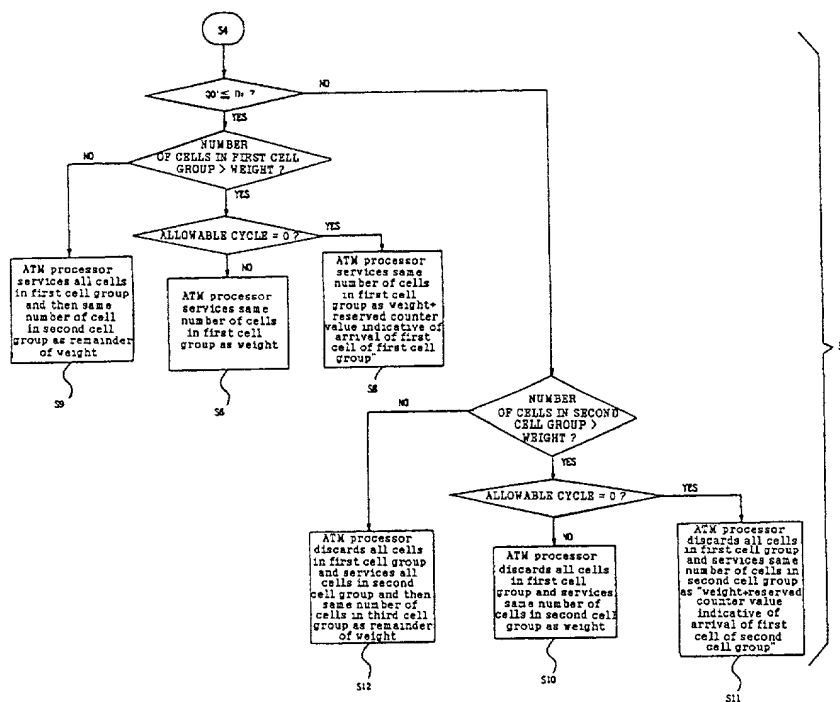 S4
NO
YES
NUMBER
OF CELLS IN FIRST CELL
GROUP > WEIGHT ?
NO
YES
ALLOWABLE CYCLE = 0 ?
YES
NO
ATM processor
services all cells
in first cell group
and then same
number of cell
in second cell
group as remainder
of weight
S9
ATM processor
services same
number of cells
in first cell
group as weight
S6
ATM processor
services same
number of cells
in first cell
group as weight+
reserved counter
value indicative of
arrival of first
cell of first cell
group"
S8
NUMBER
OF CELLS IN SECOND
CELL GROUP >
WEIGHT ?
NO
YES
ALLOWABLE CYCLE = 0 ?
YES
NO
ATM processor
discards all cells
in first cell group
and services all
cells in second
cell group and then
same number of
cells in third cell
group as remainder
of weight
S12
ATM processor
discards all cells
in first cell
group and services
same number of
cells in second cell
group as weight
S10
ATM processor
discards all cells
in first cell group
and services same
number of cells in
second cell group
as "weight+reserved
counter value
indicative of
arrival of first
cell of second
cell group"
S11